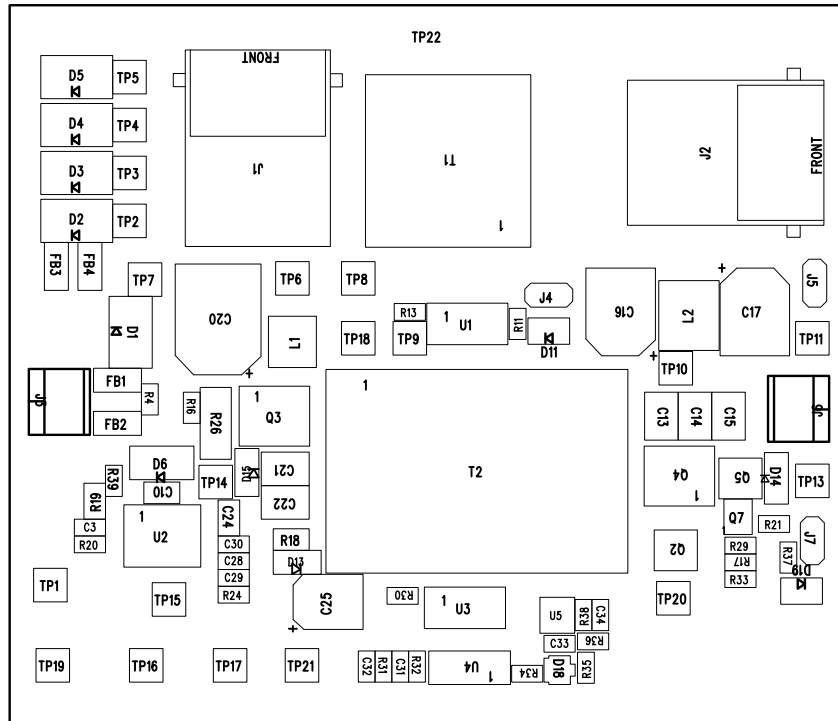 TP22
FRONT
D5
TP5
D4
TP4
D3
TP3
D2
TP2
J1
T1
1
J2
FRONT
FB3
FB4
TP7
TP6
TP8
J4
J5
C20
+
D1
L1
TP18
R13
TP9
1
U1
R11
D11
C16
+
L2
+
C17
TP11
TP10
J6
FB1
FB2
R4
R16
R26
1
Q3
1
T2
C13
C14
C15
R39
D6
C10
TP14
D15
C21
C22
Q4
1
Q5
D14
TP13
R19
C3
R20
1
U2
C24
C30
C28
C29
R24
R18
D13
C25
+
Q7
1
R21
J7
Q2
R29
R17
R33
R37
D19
TP1
TP15
R30
1
U3
U5
R38
C34
TP20
C33
R36
TP19
TP16
TP17
TP21
C32
R31
C31
R32
U4
1
R34
D18
R35